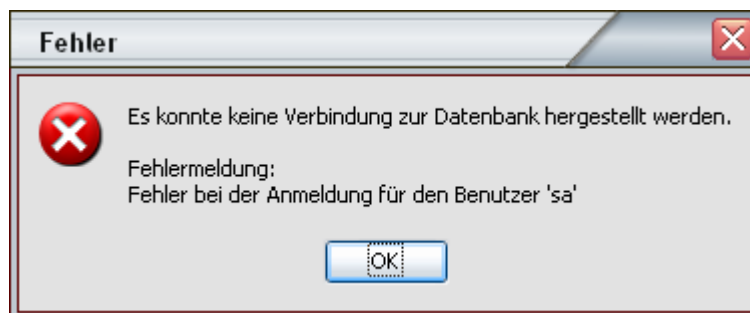 Fehler
Es konnte keine Verbindung zur Datenbank hergestellt werden.
Fehlermeldung:
Fehler bei der Anmeldung für den Benutzer 'sa'
OK